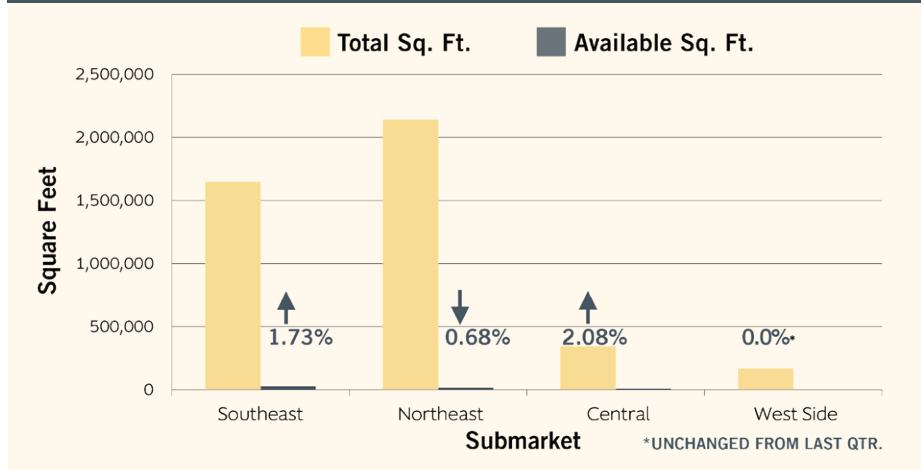 Total Sq. Ft. Available Sq. Ft.
2,500,000
2,000,000
1,500,000
1,000,000
500,000
0
Square Feet
1.73% 0.68% 2.08% 0.0%*
Southeast Northeast Central West Side
Submarket
*UNCHANGED FROM LAST QTR.